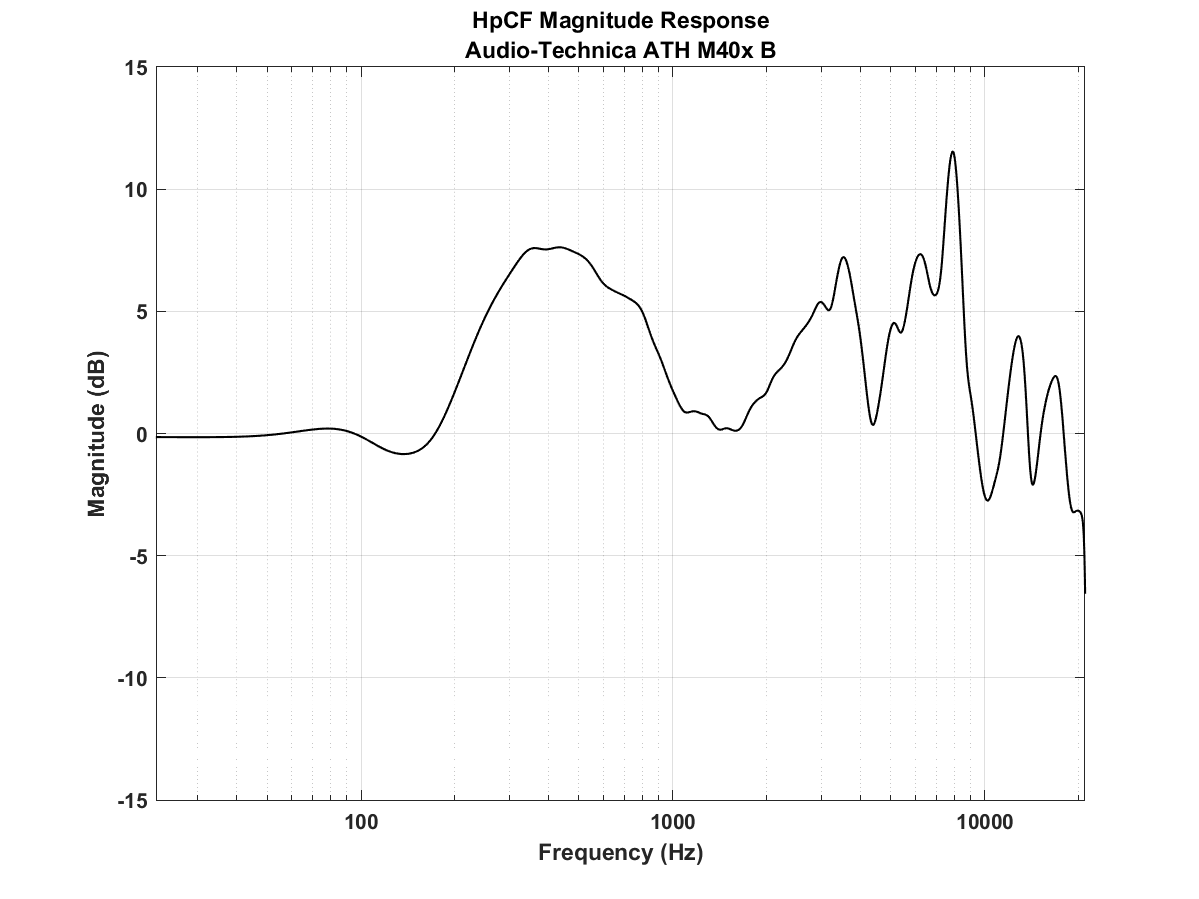 HpCF Magnitude Response
Audio-Technica ATH M40x B
15
10
5
0
-5
-10
-15
Magnitude (dB)
100
1000
10000
Frequency (Hz)